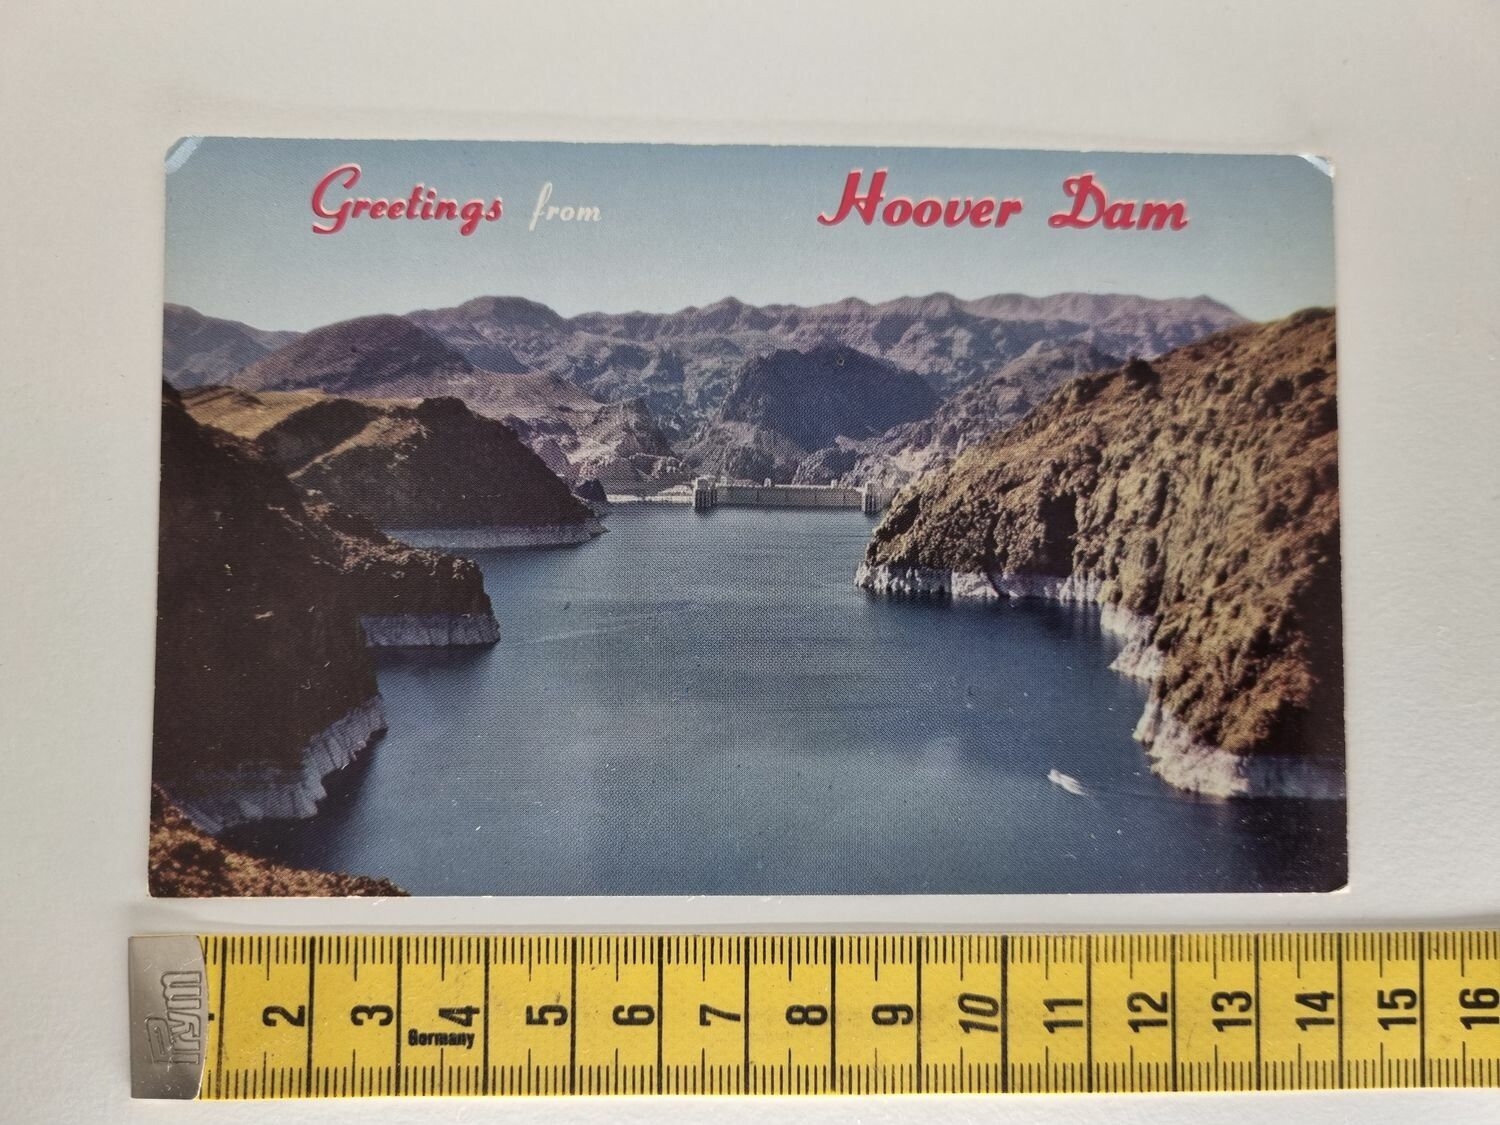 Greetings from Hoover Dam
Prym
1 2 3 4 5 6 7 8 9 10 11 12 13 14 15 16
Germany